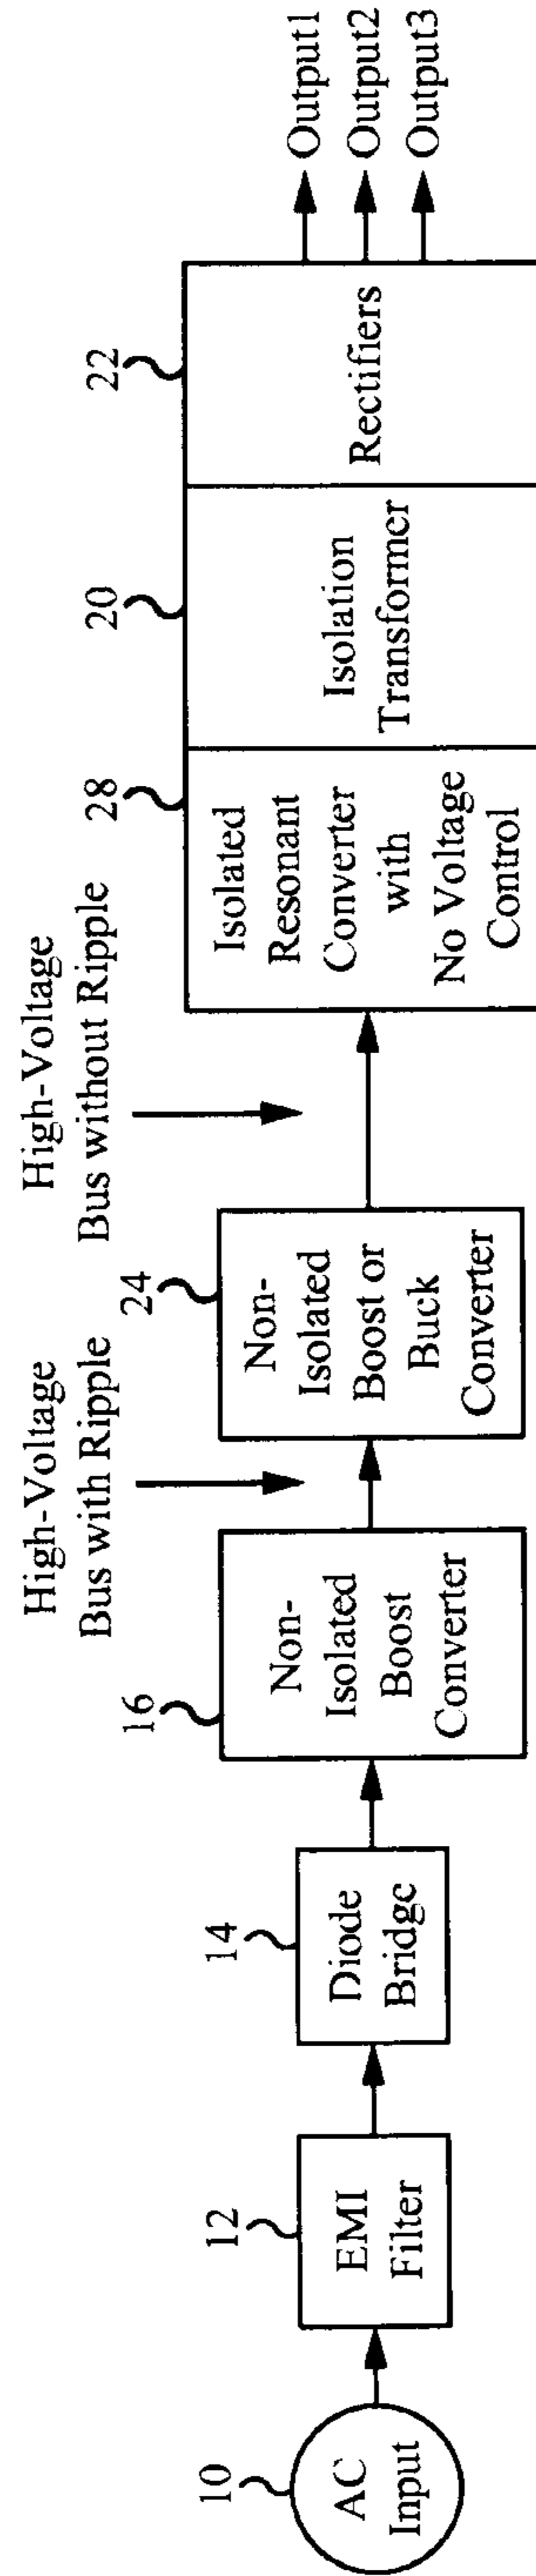 10
AC
Input
12
EMI
Filter
14
Diode
Bridgc
16
Non-
Isolated
Boost
Converter
High-Voltage
Bus with Ripple
24
Non-
Isolated
Boost or
Buck
Converter
High-Voltage
Bus without Ripple
28
Isolated
Resonant
Converter
with
No Voltage
Control
20
Isolation
Transformer
22
Rectifiers
Output1
Output2
Output3